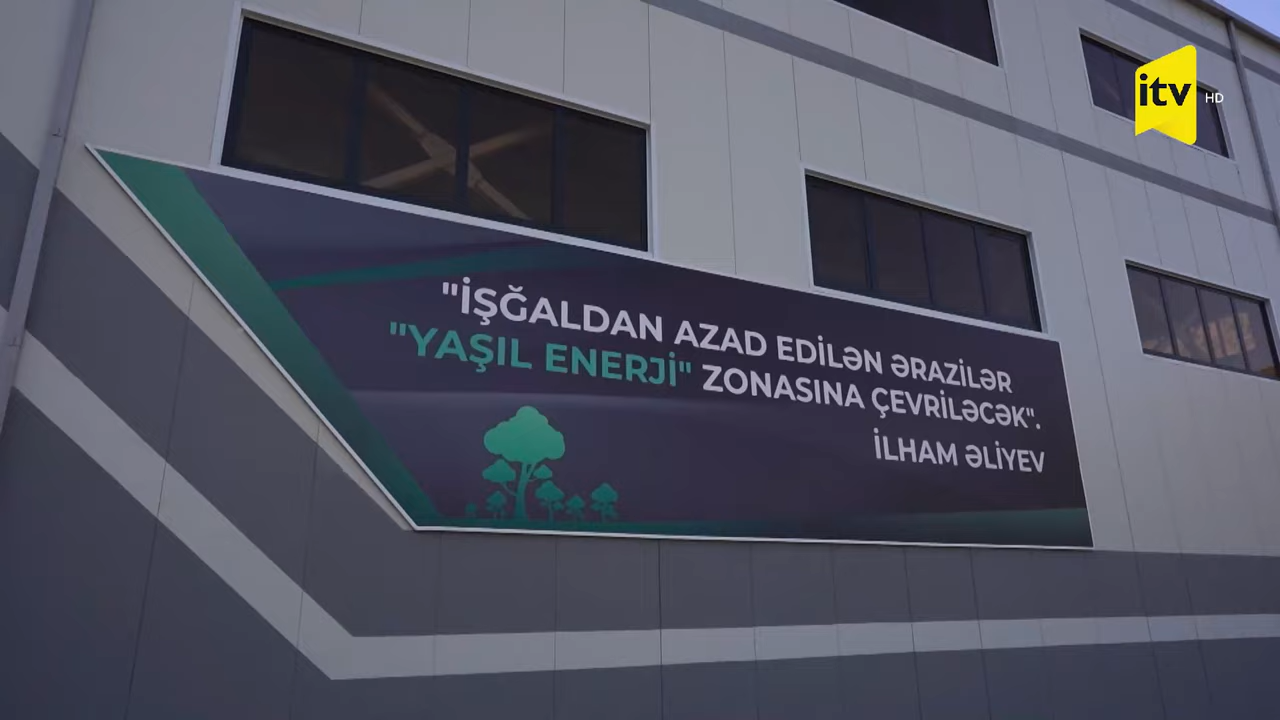 itv HD
"İŞĞALDAN AZAD EDİLƏN ƏRAZİLƏR
"YAŞIL ENERJİ" ZONASINA ÇEVRİLƏCƏK".
İLHAM ƏLİYEV